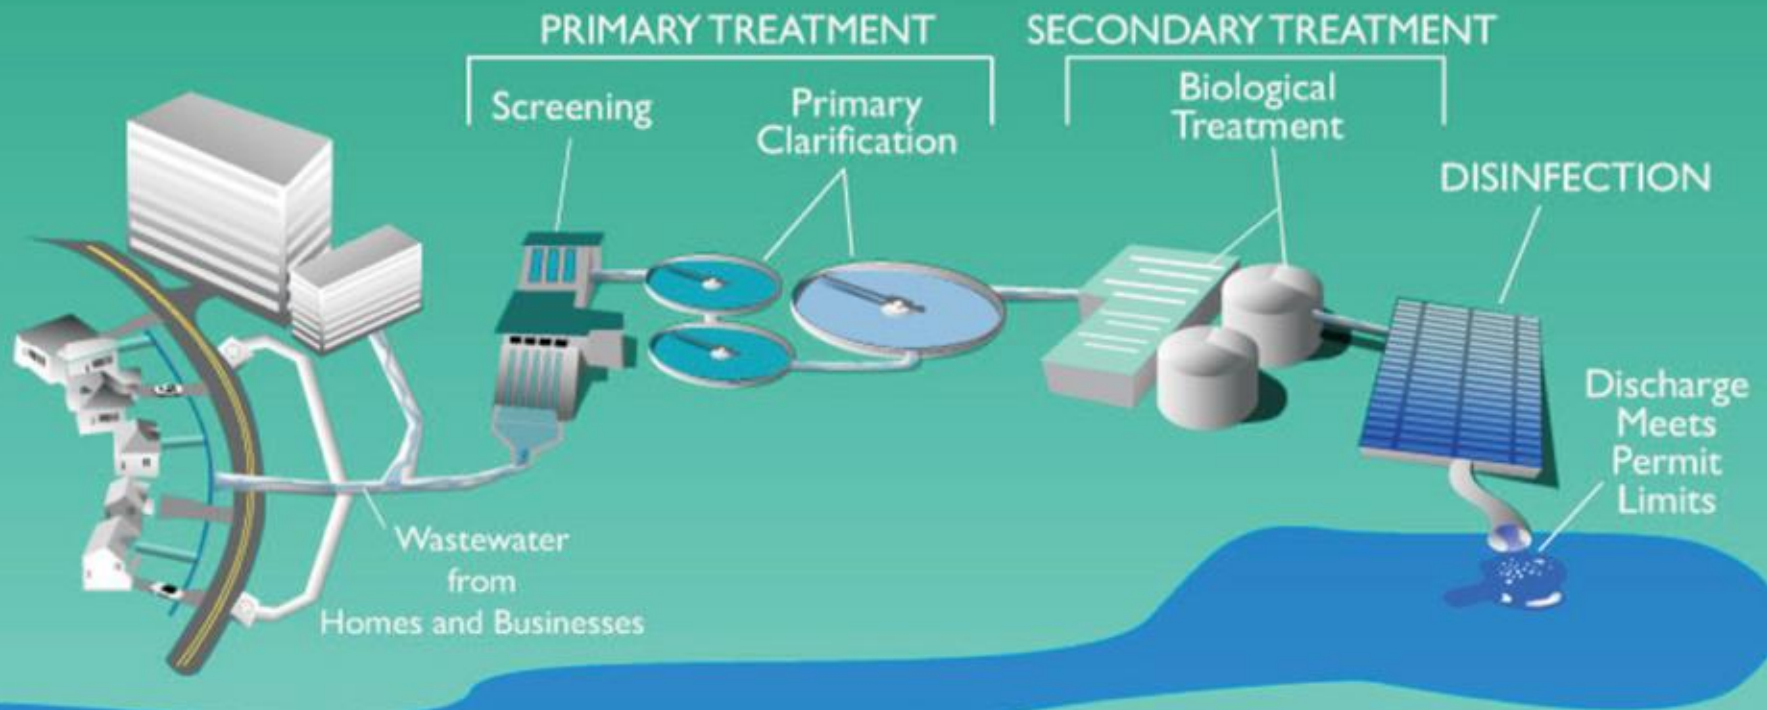 PRIMARY TREATMENT
Screening
Primary
Clarification
SECONDARY TREATMENT
Biological
Treatment
DISINFECTION
Discharge
Meets
Permit
Limits
Wastewater
from
Homes and Businesses